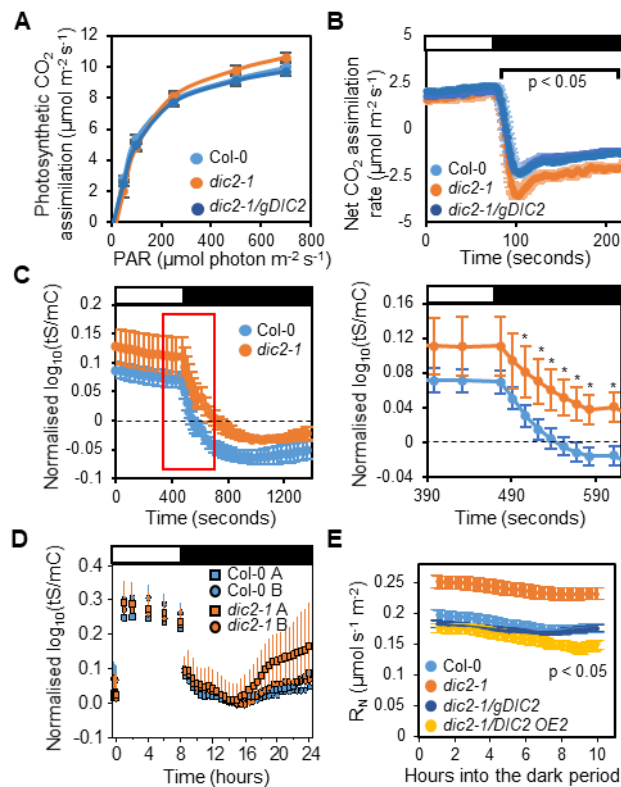 A
Photosynthetic CO2
assimilation (µmol m-2 s-1)
12
10
8
6
4
2
0
0 200 400 600 800
PAR (µmol photon m-2 s-1)
Col-0
dic2-1
dic2-1/gDIC2
B
Net CO2 assimilation
rate (µmol m-2 s-1)
5
2.5
0
-2.5
-5
0 100 200
Time (seconds)
p < 0.05
Col-0
dic2-1
dic2-1/gDIC2
C
Normalised log10(tS/mC)
0.2
0.15
0.1
0.05
0
-0.05
-0.1
0 400 800 1200
Time (seconds)
Col-0
dic2-1
Normalised log10(tS/mC)
0.16
0.12
0.08
0.04
0
-0.04
390 490 590
Time (seconds)
* * * * * * *
D
Normalised log10(tS/mC)
0.4
0.3
0.2
0.1
0.0
-0.1
0 4 8 12 16 20 24
Time (hours)
Col-0 A
Col-0 B
dic2-1 A
dic2-1 B
E
RN (µmol s-1 m-2)
0.25
0.2
0.15
0.1
0.05
0
0 1 2 3 4 5 6 7 8 9 10
Hours into the dark period
p < 0.05
Col-0
dic2-1
dic2-1/gDIC2
dic2-1/DIC2 OE2